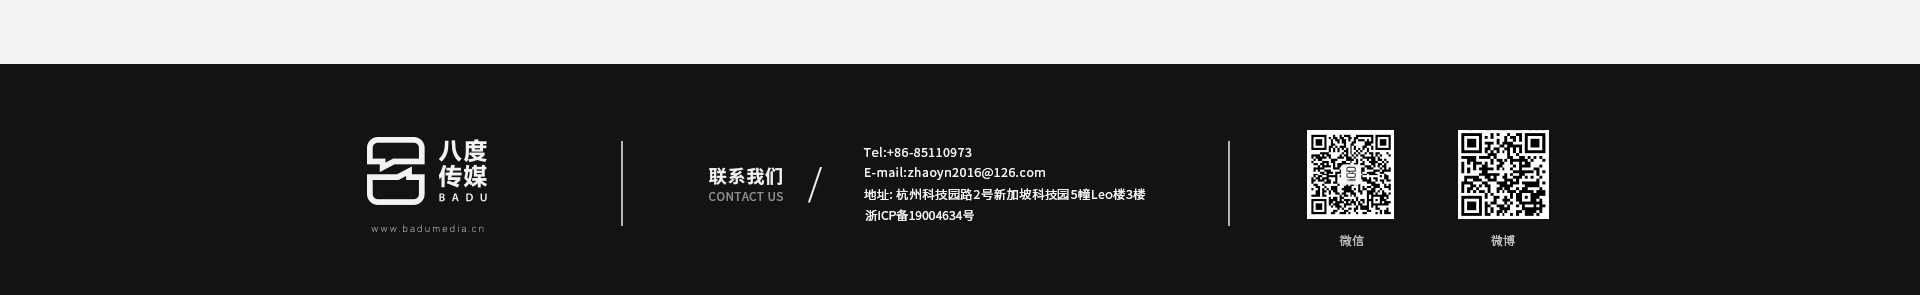 八度
传媒
BADU
www.badumedia.cn
联系我们
CONTACT US
Tel:+86-85110973
E-mail:zhaoyn2016@126.com
地址: 杭州科技园路2号新加坡科技园5幢Leo楼3楼
浙ICP备19004634号
微信
微博